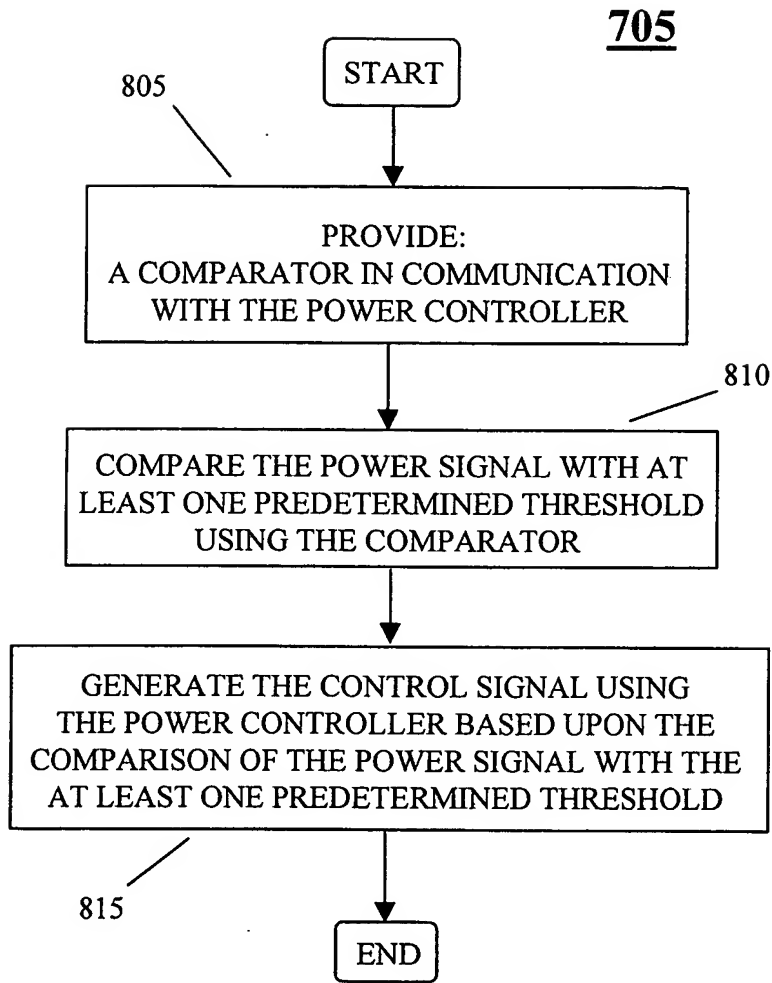 705
START
805
PROVIDE:
A COMPARATOR IN COMMUNICATION
WITH THE POWER CONTROLLER
810
COMPARE THE POWER SIGNAL WITH AT
LEAST ONE PREDETERMINED THRESHOLD
USING THE COMPARATOR
GENERATE THE CONTROL SIGNAL USING
THE POWER CONTROLLER BASED UPON THE
COMPARISON OF THE POWER SIGNAL WITH THE
AT LEAST ONE PREDETERMINED THRESHOLD
815
END